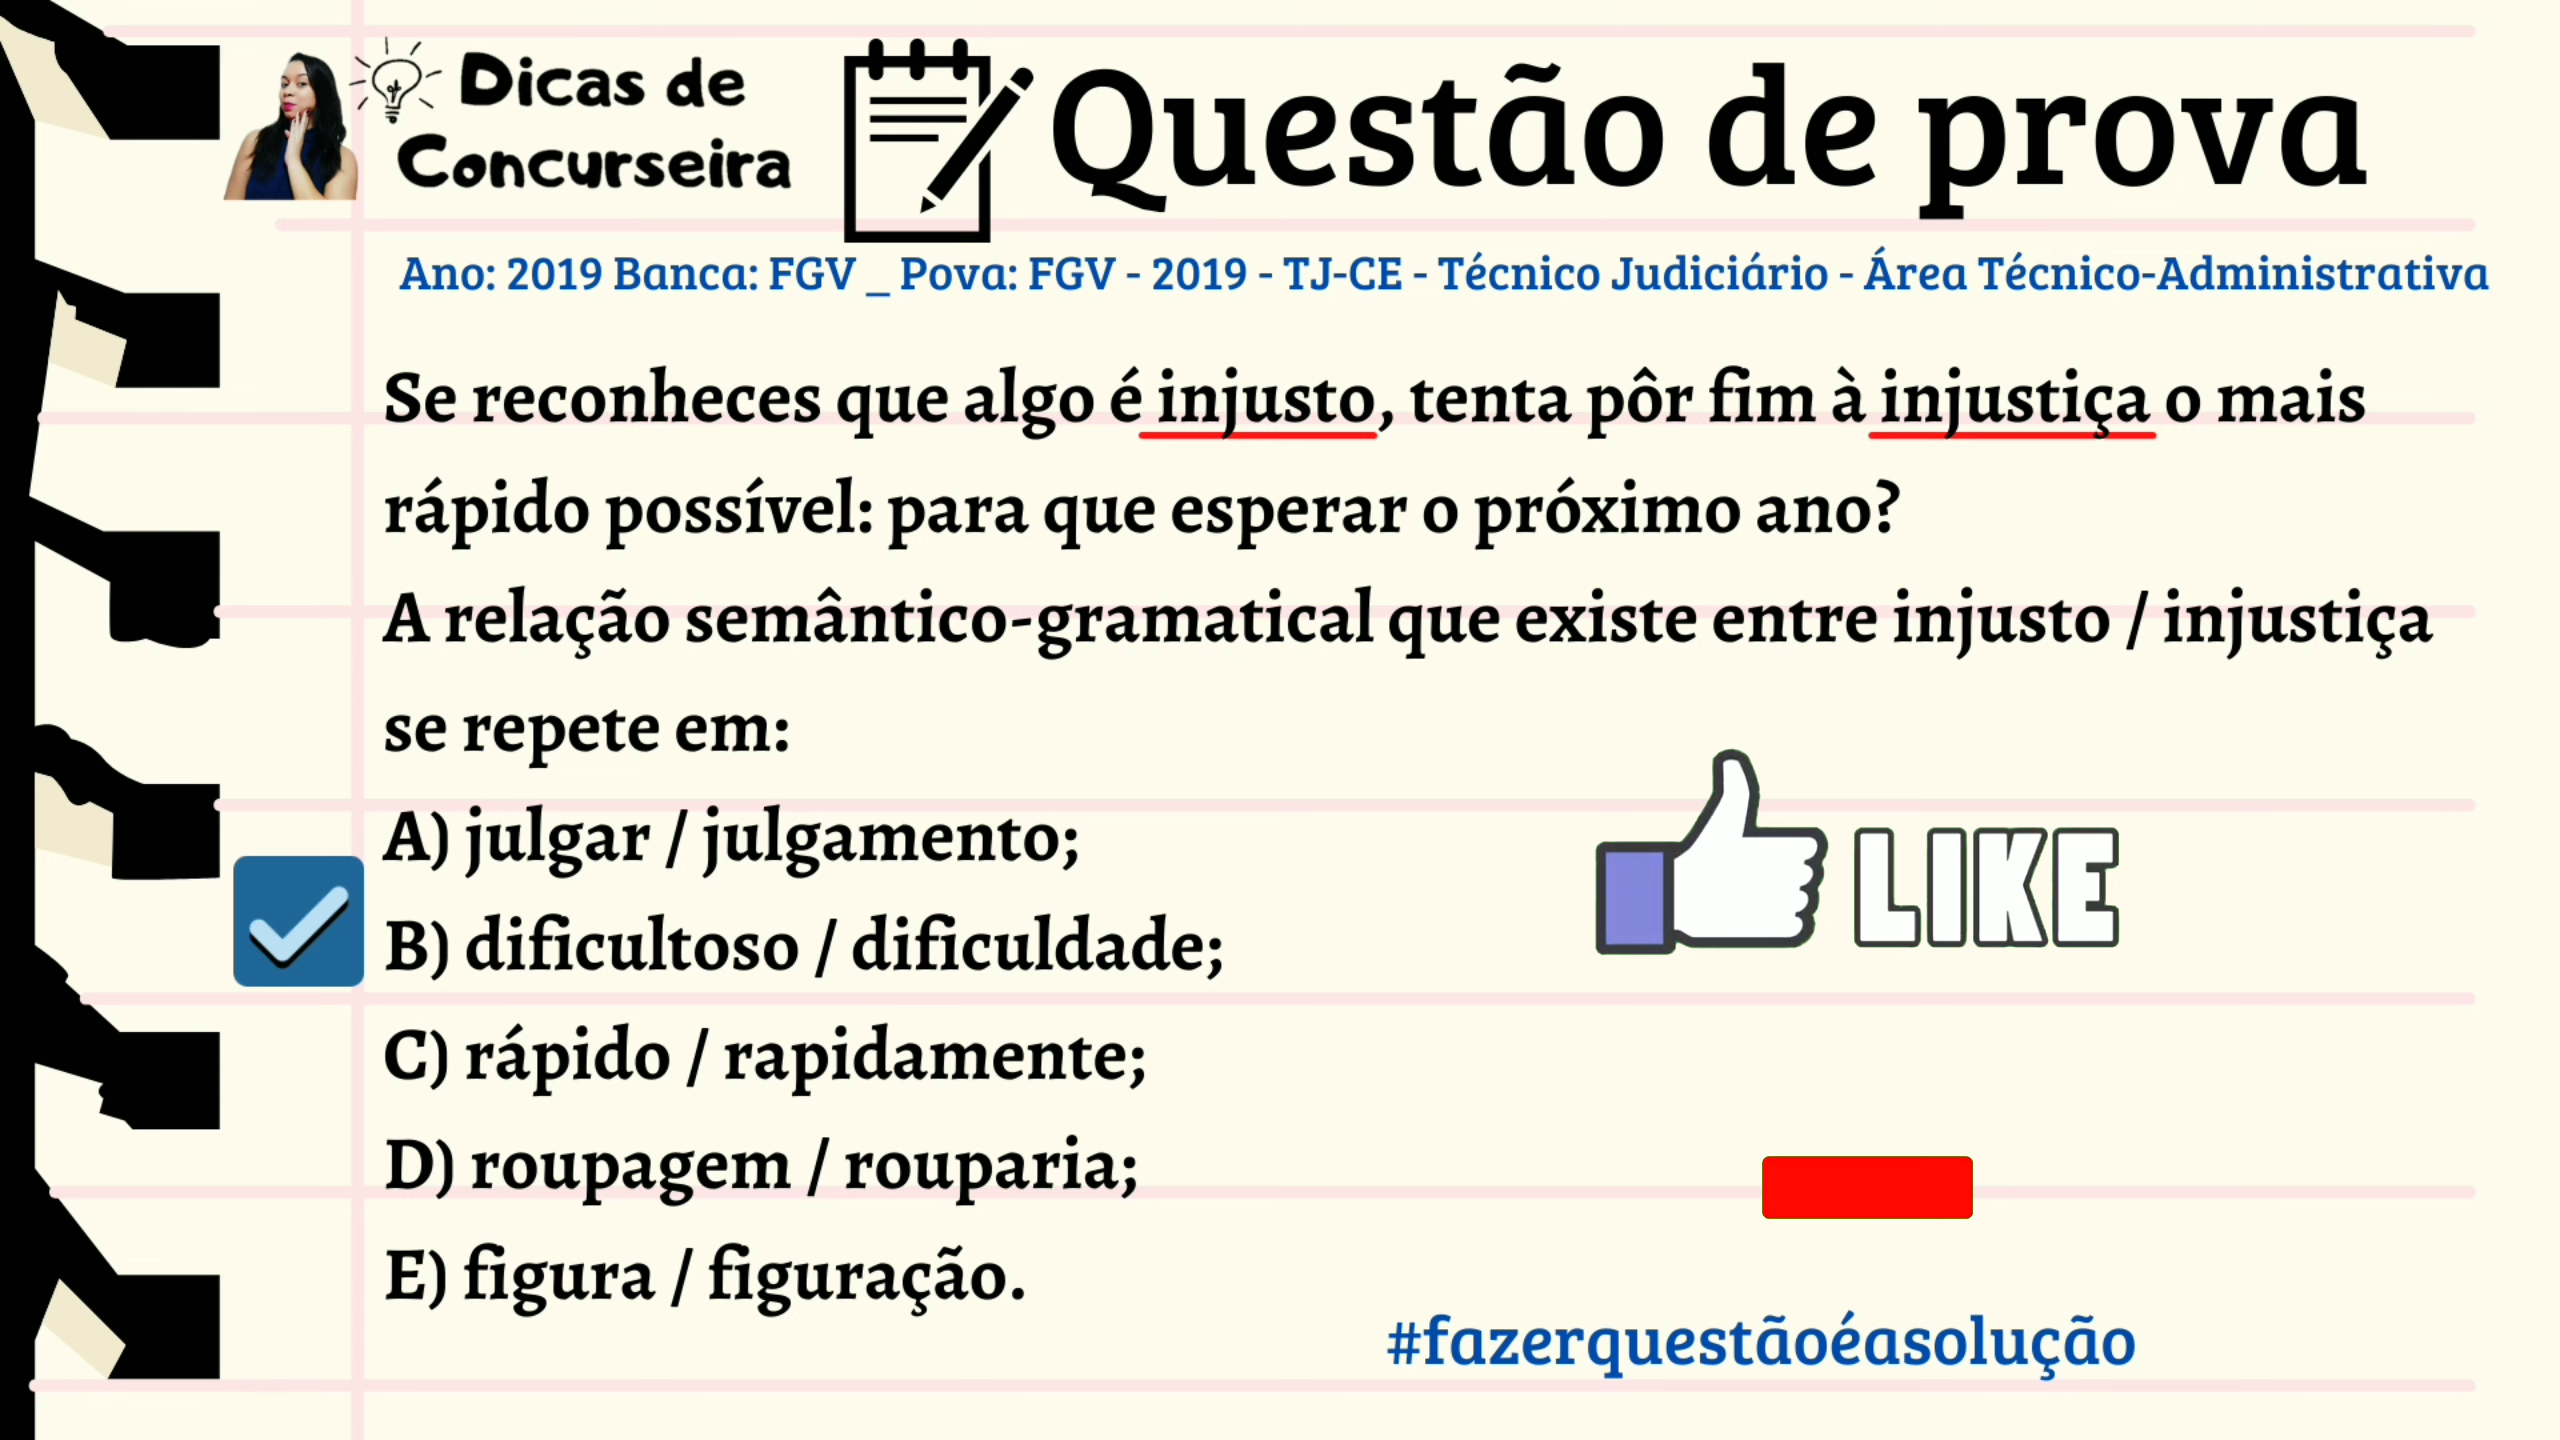 Dicas de
Concurseira
Questão de prova
Ano: 2019 Banca: FGV _ Pova: FGV - 2019 - TJ-CE - Técnico Judiciário - Área Técnico-Administrativa
Se reconheces que algo é injusto, tenta pôr fim à injustiça o mais
rápido possível: para que esperar o próximo ano?
A relação semântico-gramatical que existe entre injusto / injustiça
se repete em:
A) julgar / julgamento;
B) dificultoso / dificuldade;
C) rápido / rapidamente;
D) roupagem / rouparia;
E) figura / figuração.
LIKE
#fazerquestãoéasolução